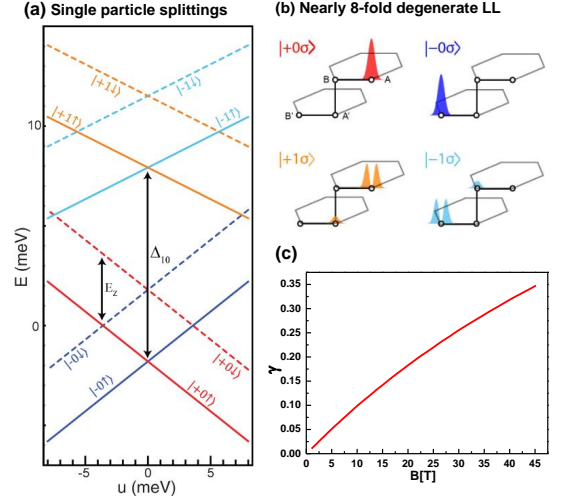 (a) Single particle splittings
|+1↓⟩
|-1↓⟩
10
|+1↑⟩
|-1↑⟩
E (meV)
Δ₁₀
E_Z
0
|-0↓⟩
|+0↓⟩
|-0↑⟩
|+0↑⟩
-5
0
5
u (meV)
(b) Nearly 8-fold degenerate LL
|+0σ⟩
|−0σ⟩
B
A
B'
A'
|+1σ⟩
|−1σ⟩
(c)
0.35
0.30
0.25
0.20
0.15
0.10
0.05
0.00
γ
0
5
10
15
20
25
30
35
40
45
B[T]